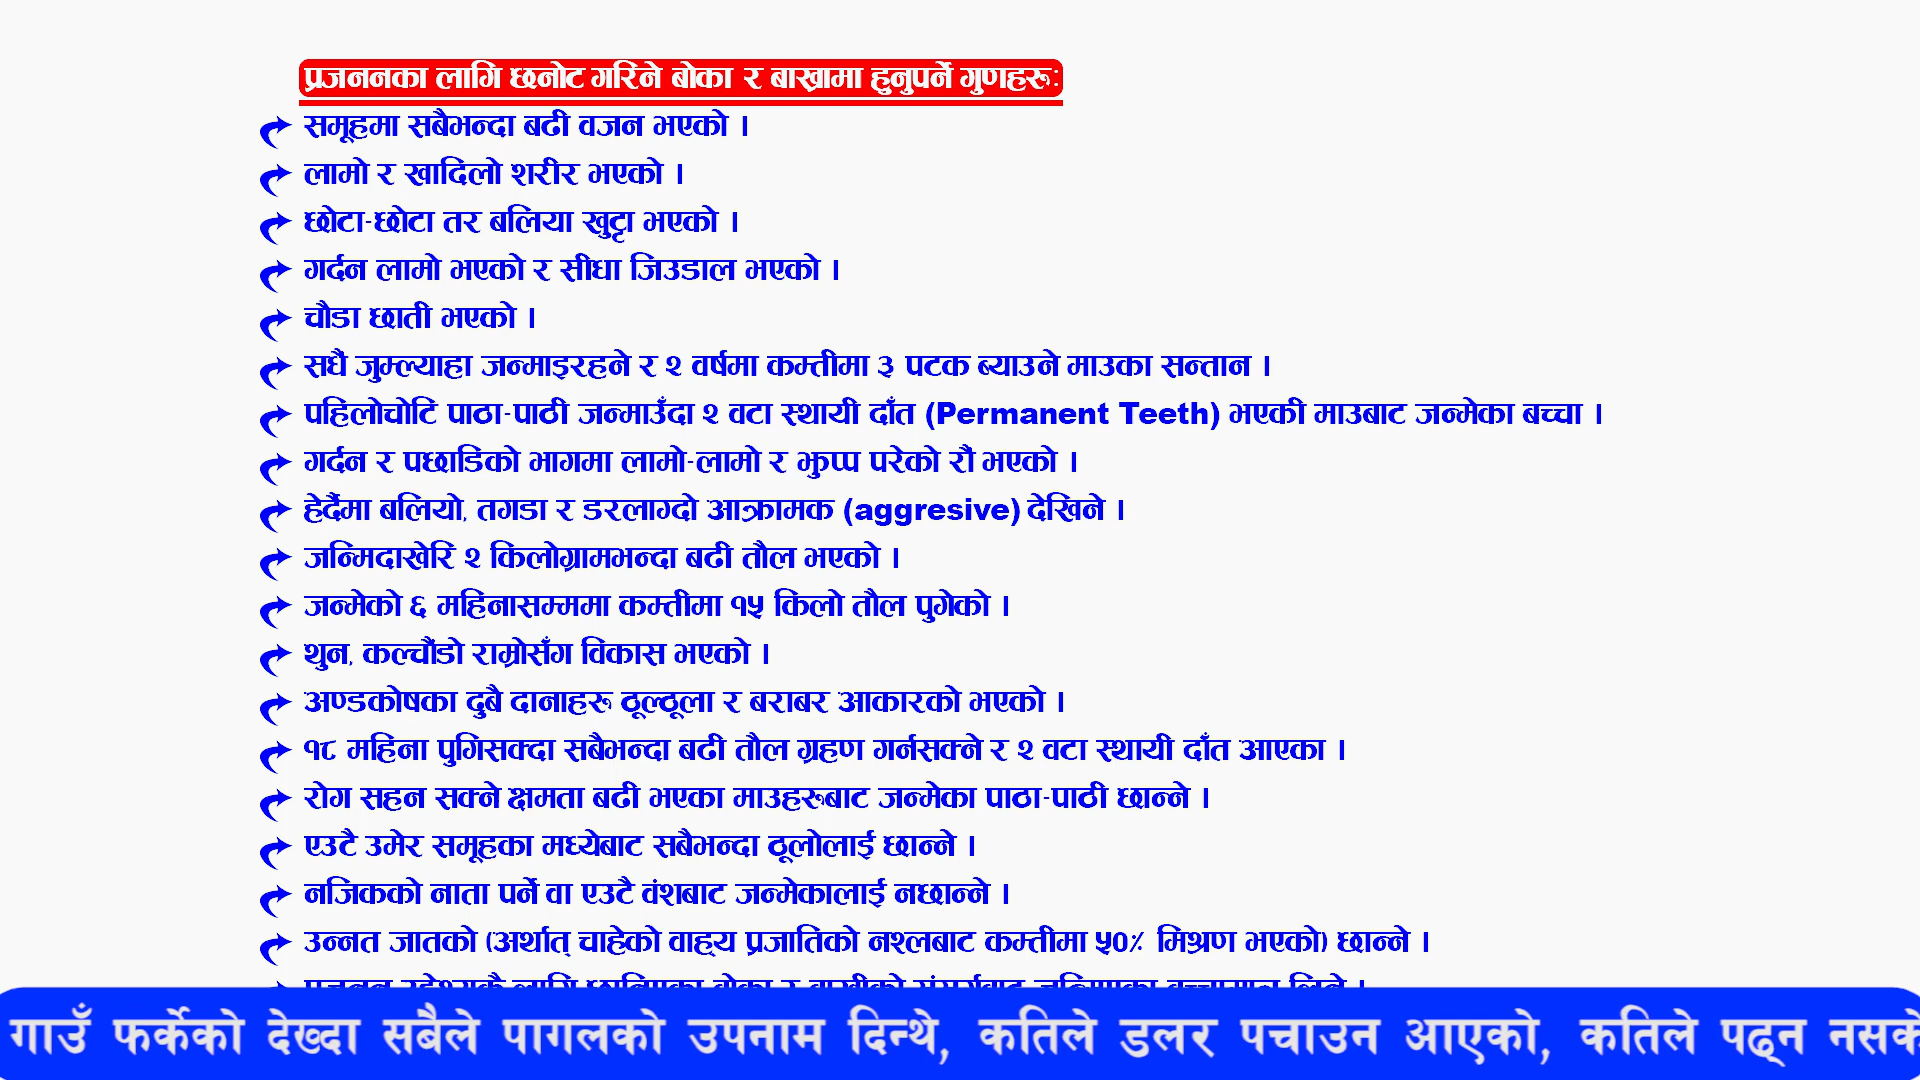 प्रजननका लागि छनोट गरिने बोका र बाख्रामा हुनुपर्ने गुणहरू:
समूहमा सबैभन्दा बढी वजन भएको ।
लामो र खादिलो शरीर भएको ।
छोटा-छोटा तर बलिया खुट्टा भएको ।
गर्दन लामो भएको र सीधा जिउडाल भएको ।
चौडा छाती भएको ।
सधै जुम्ल्याहा जन्माइरहने र २ वर्षमा कम्तीमा ३ पटक ब्याउने माउका सन्तान ।
पहिलोचोटि पाठा-पाठी जन्माउँदा २ वटा स्थायी दाँत (Permanent Teeth) भएकी माउबाट जन्मेका बच्चा ।
गर्दन र पछाडिको भागमा लामो-लामो र झुप्प परेको रौं भएको ।
हेर्दैमा बलियो, तगडा र डरलाग्दो आक्रामक (aggresive) देखिने ।
जन्मिदाखेरि २ किलोग्रामभन्दा बढी तौल भएको ।
जन्मेको ६ महिनासम्ममा कम्तीमा १५ किलो तौल पुगेको ।
थुन, कल्चौंडो राम्रोसँग विकास भएको ।
अण्डकोषका दुबै दानाहरू ठूल्ठूला र बराबर आकारको भएको ।
१८ महिना पुगिसक्दा सबैभन्दा बढी तौल ग्रहण गर्नसक्ने र २ वटा स्थायी दाँत आएका ।
रोग सहन सक्ने क्षमता बढी भएका माउहरूबाट जन्मेका पाठा-पाठी छान्ने ।
एउटै उमेर समूहका मध्येबाट सबैभन्दा ठूलोलाई छान्ने ।
नजिकको नाता पर्ने वा एउटै वंशबाट जन्मेकालाई नछान्ने ।
उन्नत जातको (अर्थात् चाहेको वाह्य प्रजातिको नश्लबाट कम्तीमा ५०% मिश्रण भएको) छान्ने ।
गाउँ फर्केको देख्दा सबैले पागलको उपनाम दिन्थे, कतिले डलर पचाउन आएको, कतिले पढ्न नसके